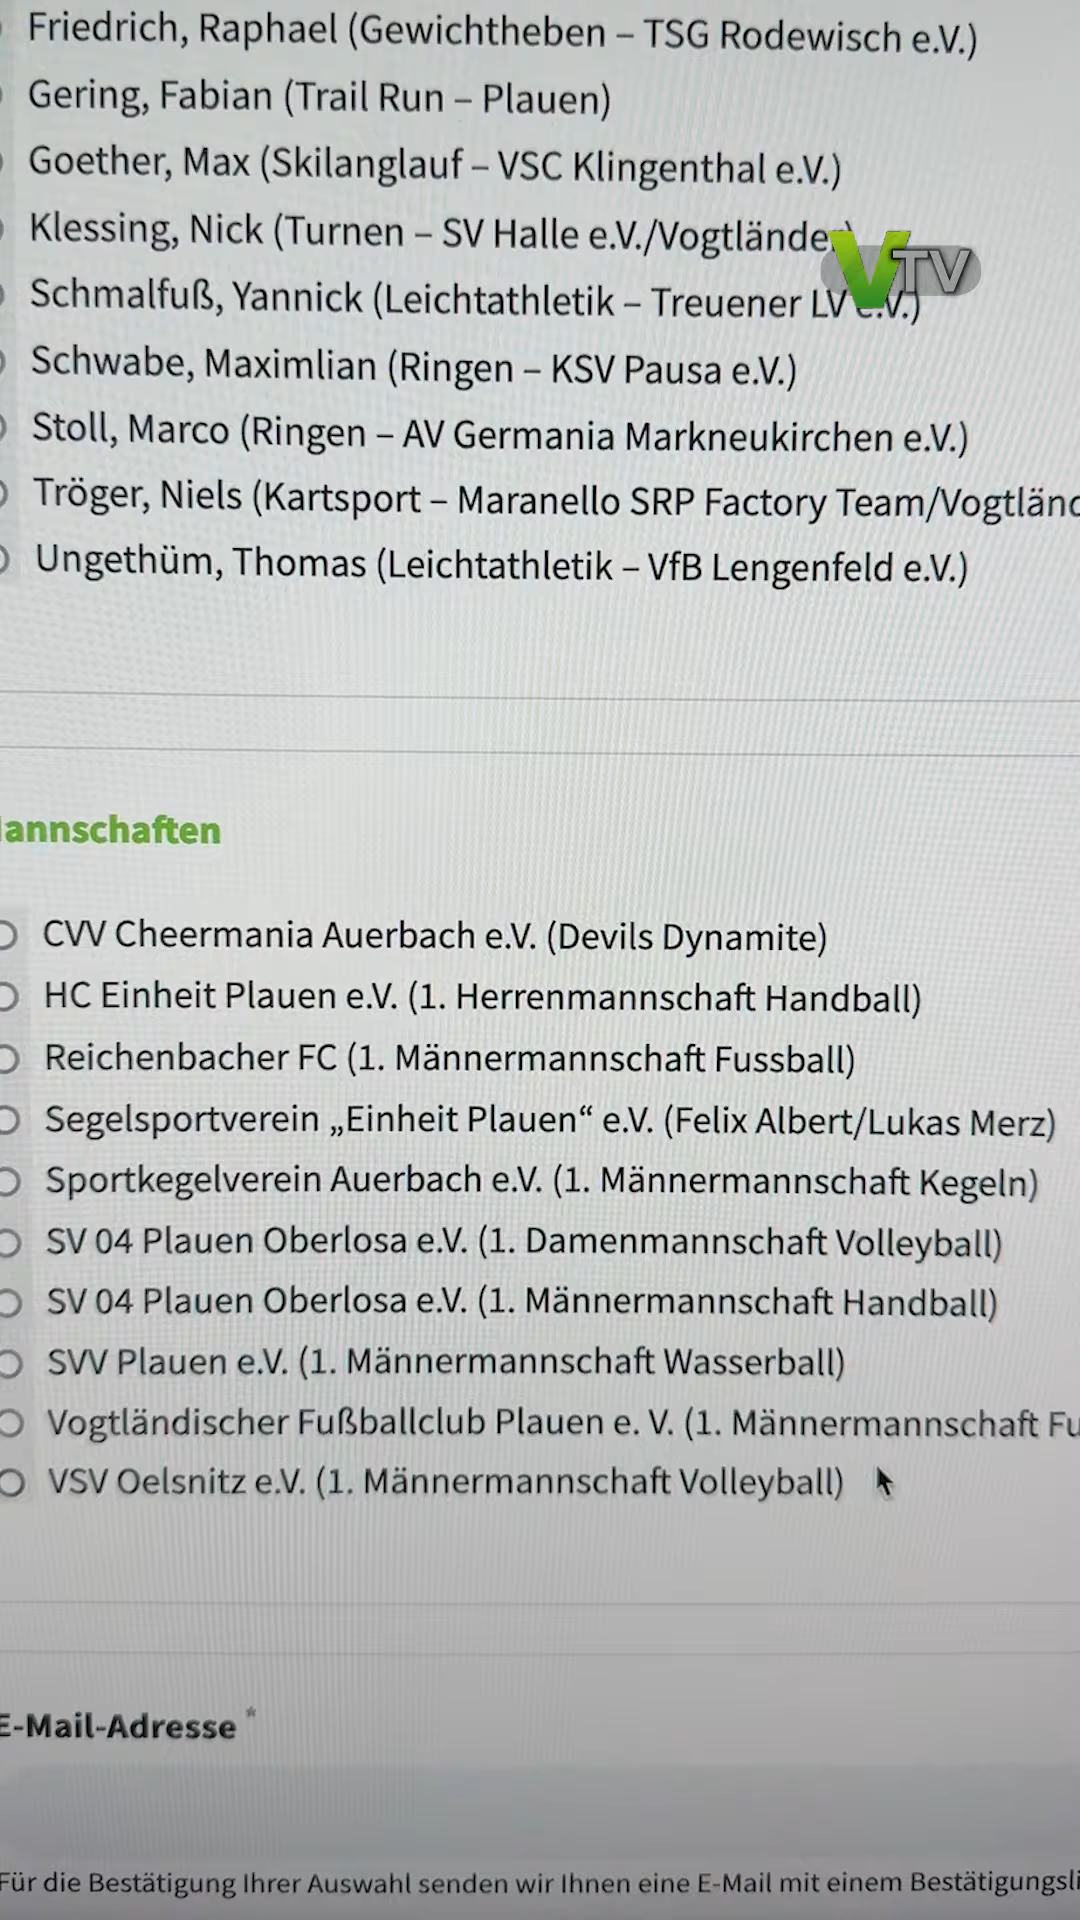 Friedrich, Raphael (Gewichtheben – TSG Rodewisch e.V.)
Gering, Fabian (Trail Run – Plauen)
Goether, Max (Skilanglauf – VSC Klingenthal e.V.)
Klessing, Nick (Turnen – SV Halle e.V./Vogtländer)
VTV
Schmalfuß, Yannick (Leichtathletik – Treuener LV e.V.)
Schwabe, Maximlian (Ringen – KSV Pausa e.V.)
Stoll, Marco (Ringen – AV Germania Markneukirchen e.V.)
Tröger, Niels (Kartsport – Maranello SRP Factory Team/Vogtländ
Ungethüm, Thomas (Leichtathletik – VfB Lengenfeld e.V.)
annschaften
CVV Cheermania Auerbach e.V. (Devils Dynamite)
HC Einheit Plauen e.V. (1. Herrenmannschaft Handball)
Reichenbacher FC (1. Männermannschaft Fussball)
Segelsportverein „Einheit Plauen“ e.V. (Felix Albert/Lukas Merz)
Sportkegelverein Auerbach e.V. (1. Männermannschaft Kegeln)
SV 04 Plauen Oberlosa e.V. (1. Damenmannschaft Volleyball)
SV 04 Plauen Oberlosa e.V. (1. Männermannschaft Handball)
SVV Plauen e.V. (1. Männermannschaft Wasserball)
Vogtländischer Fußballclub Plauen e. V. (1. Männermannschaft Fu
VSV Oelsnitz e.V. (1. Männermannschaft Volleyball)
E-Mail-Adresse *
Für die Bestätigung Ihrer Auswahl senden wir Ihnen eine E-Mail mit einem Bestätigungsli